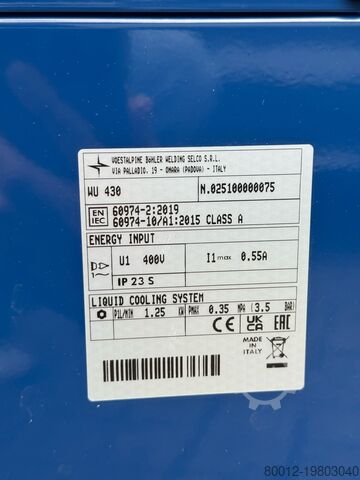 VOESTALPINE BöHLER WELDING SELCO S.R.L.
VIA PALLADIO, 19 - ONARA (PADOVA) - ITALY
WU 430 N.025100000075
EN IEC 60974-2:2019
60974-10/A1:2015 CLASS A
ENERGY INPUT
U1 400V I1max 0.55A
IP 23 S
LIQUID COOLING SYSTEM
P1L/MIN 1.25 KW PMAX 0.35 MPA 3.5 BAR
CE UK CA EAC
MADE IN ITALY
80012-19803040